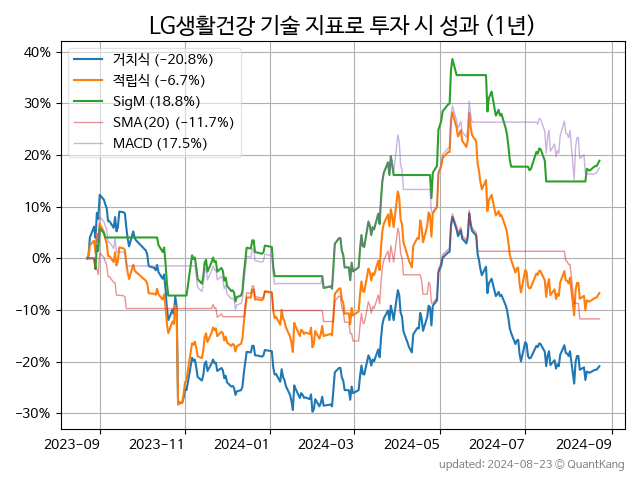 LG생활건강 기술 지표로 투자 시 성과 (1년)
40%
30%
20%
10%
0%
−10%
−20%
−30%
거치식 (−20.8%)
적립식 (−6.7%)
SigM (18.8%)
SMA(20) (−11.7%)
MACD (17.5%)
2023-09 2023-11 2024-01 2024-03 2024-05 2024-07 2024-09
updated: 2024-08-23 ⓒ QuantKang